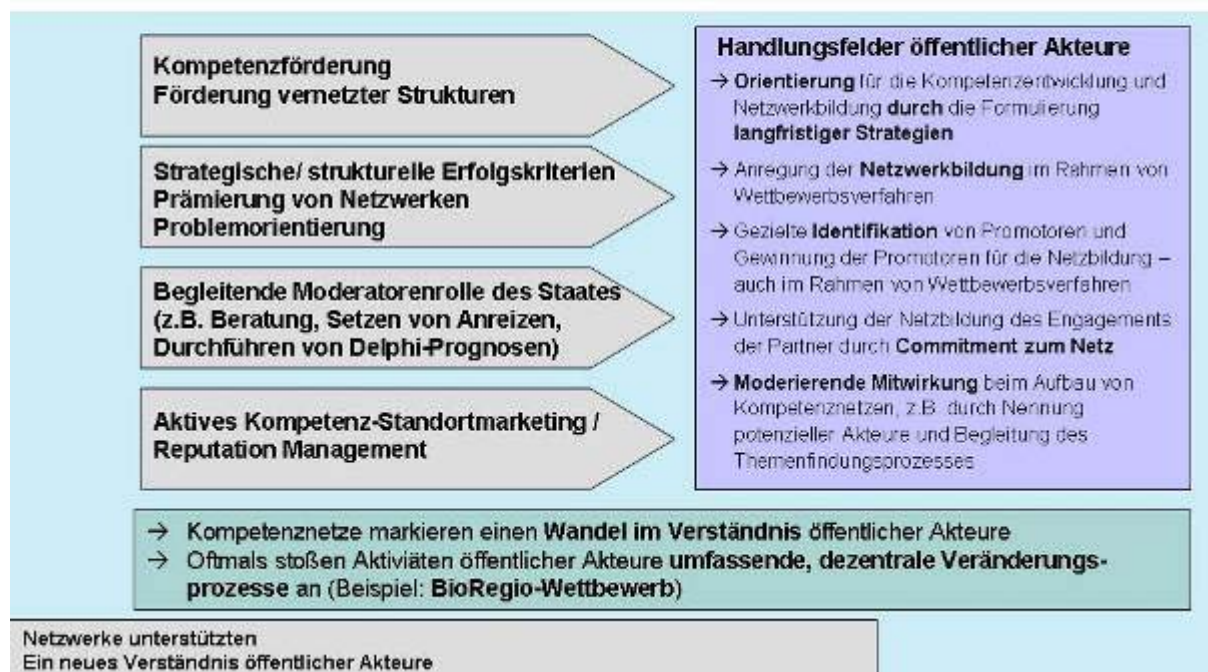 Kompetenzförderung
Förderung vernetzter Strukturen
Strategische/ strukturelle Erfolgskriterien
Prämierung von Netzwerken
Problemorientierung
Begleitende Moderatorenrolle des Staates
(z.B. Beratung, Setzen von Anreizen,
Durchführen von Delphi-Prognosen)
Aktives Kompetenz-Standortmarketing /
Reputation Management
Handlungsfelder öffentlicher Akteure
→ Orientierung für die Kompetenzentwicklung und
Netzwerkbildung durch die Formulierung
langfristiger Strategien
→ Anregung der Netzwerkbildung im Rahmen von
Wettbewerbsverfahren
→ Gezielte Identifikation von Promotoren und
Gewinnung der Promotoren für die Netzbildung –
auch im Rahmen von Wettbewerbsverfahren
→ Unterstützung der Netzbildung des Engagements
der Partner durch Commitment zum Netz
→ Moderierende Mitwirkung beim Aufbau von
Kompetenznetzen, z.B. durch Nennung
potenzieller Akteure und Begleitung des
Themenfindungsprozesses
→ Kompetenznetze markieren einen Wandel im Verständnis öffentlicher Akteure
→ Oftmals stoßen Aktiviäten öffentlicher Akteure umfassende, dezentrale Veränderungs-
prozesse an (Beispiel: BioRegio-Wettbewerb)
Netzwerke unterstützten
Ein neues Verständnis öffentlicher Akteure